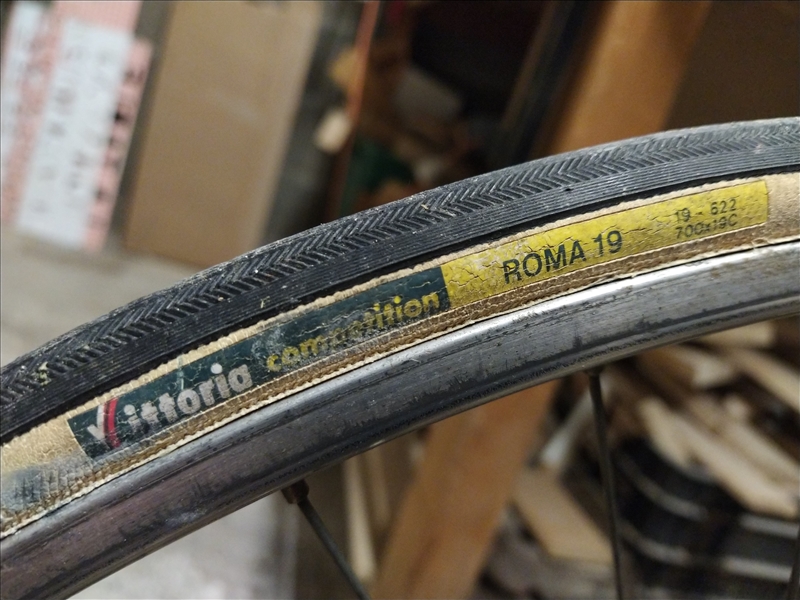 Vittoria competition
ROMA 19
19 - 622
700x19C